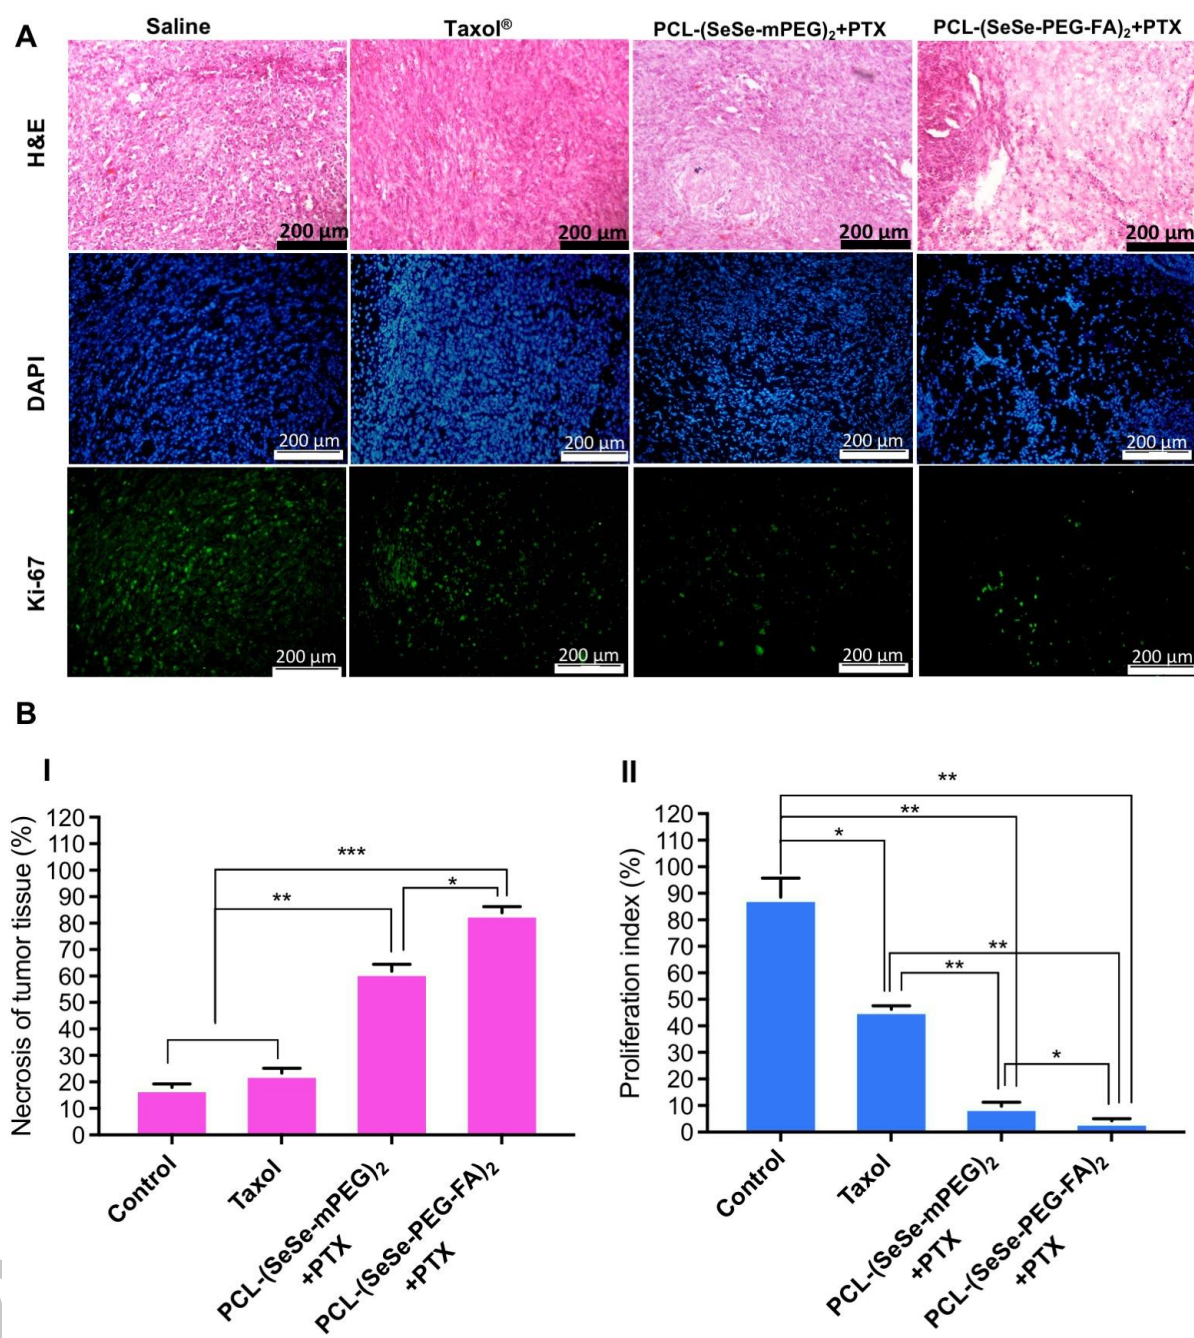 A
Saline
Taxol®
PCL-(SeSe-mPEG)₂+PTX
PCL-(SeSe-PEG-FA)₂+PTX
H&E
200 μm
200 μm
200 μm
200 μm
DAPI
200 μm
200 μm
200 μm
200 μm
Ki-67
200 μm
200 μm
200 μm
200 μm
B
I
Necrosis of tumor tissue (%)
120
110
100
90
80
70
60
50
40
30
20
10
0
***
**
*
Control
Taxol
PCL-(SeSe-mPEG)₂
+PTX
PCL-(SeSe-PEG-FA)₂
+PTX
II
Proliferation index (%)
120
110
100
90
80
70
60
50
40
30
20
10
0
**
**
*
**
**
*
Control
Taxol
PCL-(SeSe-mPEG)₂
+PTX
PCL-(SeSe-PEG-FA)₂
+PTX